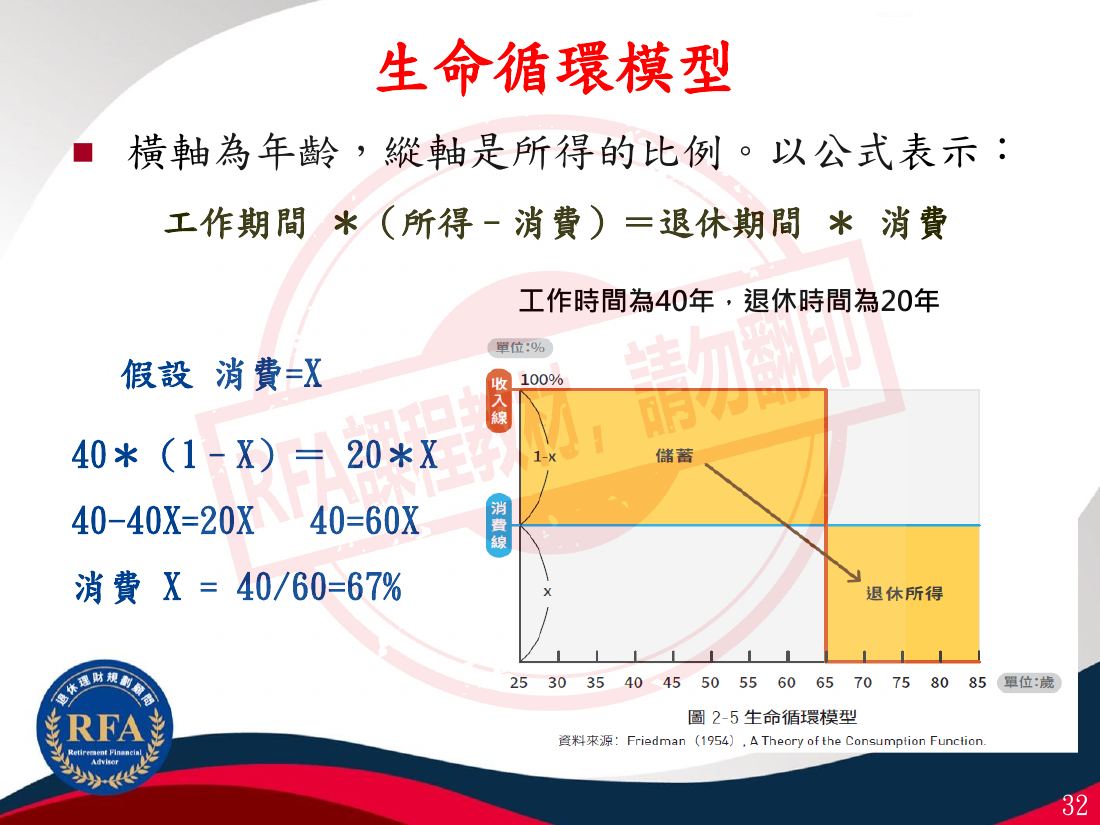 生命循環模型
橫軸為年齡，縱軸是所得的比例。以公式表示：
工作期間 ＊（所得－消費）＝退休期間 ＊ 消費
工作時間為40年，退休時間為20年
假設 消費=X
40＊（1－X）＝ 20＊X
40-40X=20X 40=60X
消費 X = 40/60=67%
單位:%
收入線
100%
1-x
儲蓄
消費線
x
退休所得
25 30 35 40 45 50 55 60 65 70 75 80 85 單位:歲
圖 2-5 生命循環模型
資料來源：Friedman（1954）, A Theory of the Consumption Function.
RFA課程教材，請勿翻印
退休理財規劃顧問
RFA
Retirement Financial
Advisor
32